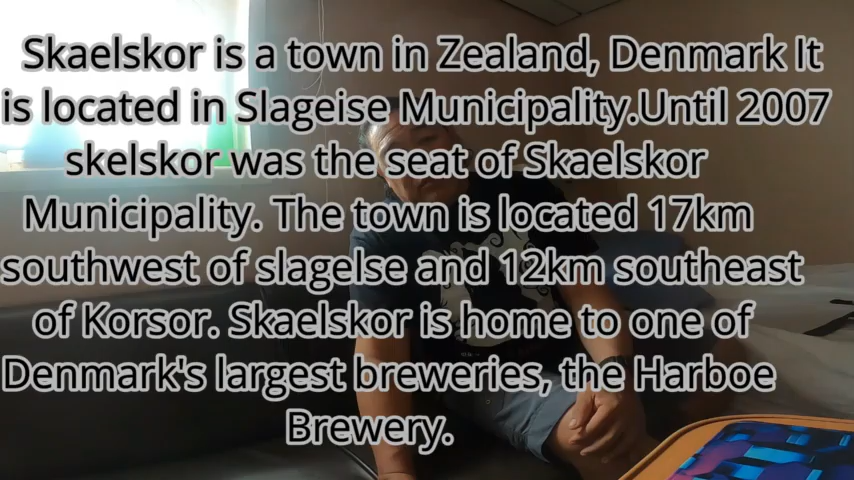 Skaelskor is a town in Zealand, Denmark It
is located in Slageise Municipality.Until 2007
skelskor was the seat of Skaelskor
Municipality. The town is located 17km
southwest of slagelse and 12km southeast
of Korsor. Skaelskor is home to one of
Denmark's largest breweries, the Harboe
Brewery.